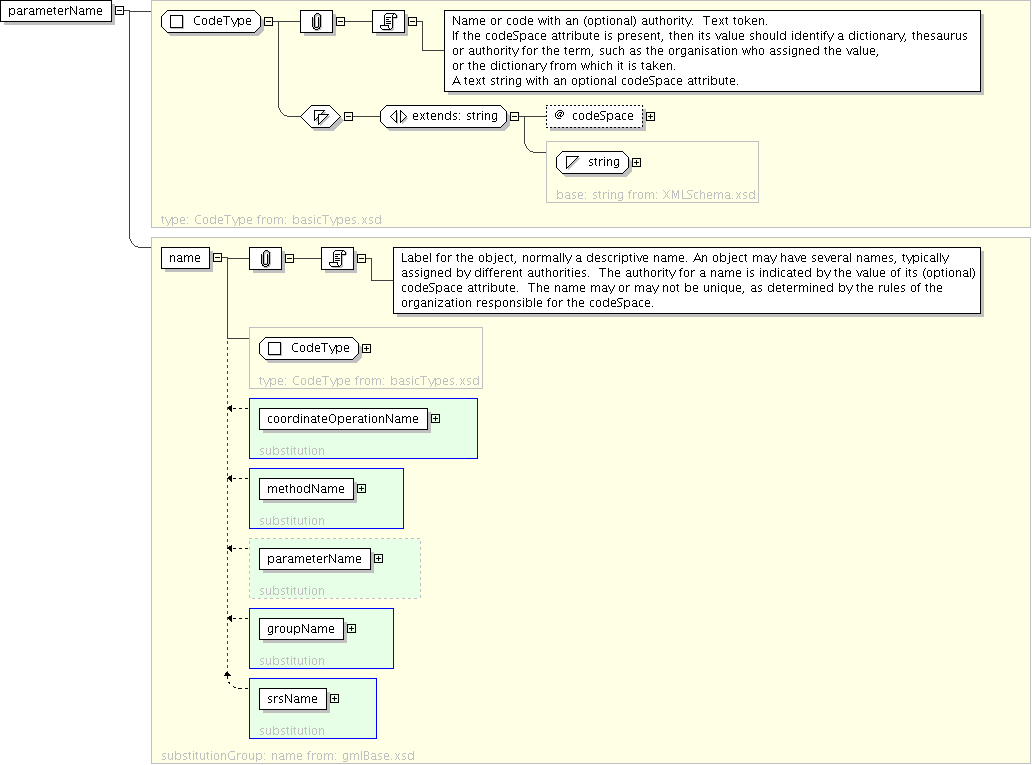 parameterName
CodeType
Name or code with an (optional) authority.  Text token.
If the codeSpace attribute is present, then its value should identify a dictionary, thesaurus
or authority for the term, such as the organisation who assigned the value,
or the dictionary from which it is taken.
A text string with an optional codeSpace attribute.
extends: string
@ codeSpace
string
base: string from: XMLSchema.xsd
type: CodeType from: basicTypes.xsd
name
Label for the object, normally a descriptive name. An object may have several names, typically
assigned by different authorities.  The authority for a name is indicated by the value of its (optional)
codeSpace attribute.  The name may or may not be unique, as determined by the rules of the
organization responsible for the codeSpace.
CodeType
type: CodeType from: basicTypes.xsd
coordinateOperationName
substitution
methodName
substitution
parameterName
substitution
groupName
substitution
srsName
substitution
substitutionGroup: name from: gmlBase.xsd